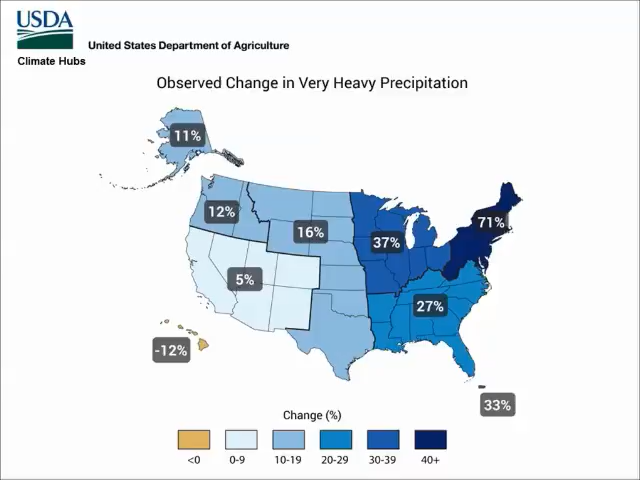 USDA
United States Department of Agriculture
Climate Hubs
Observed Change in Very Heavy Precipitation
11%
12%
16%
37%
71%
5%
27%
-12%
33%
Change (%)
<0 0-9 10-19 20-29 30-39 40+